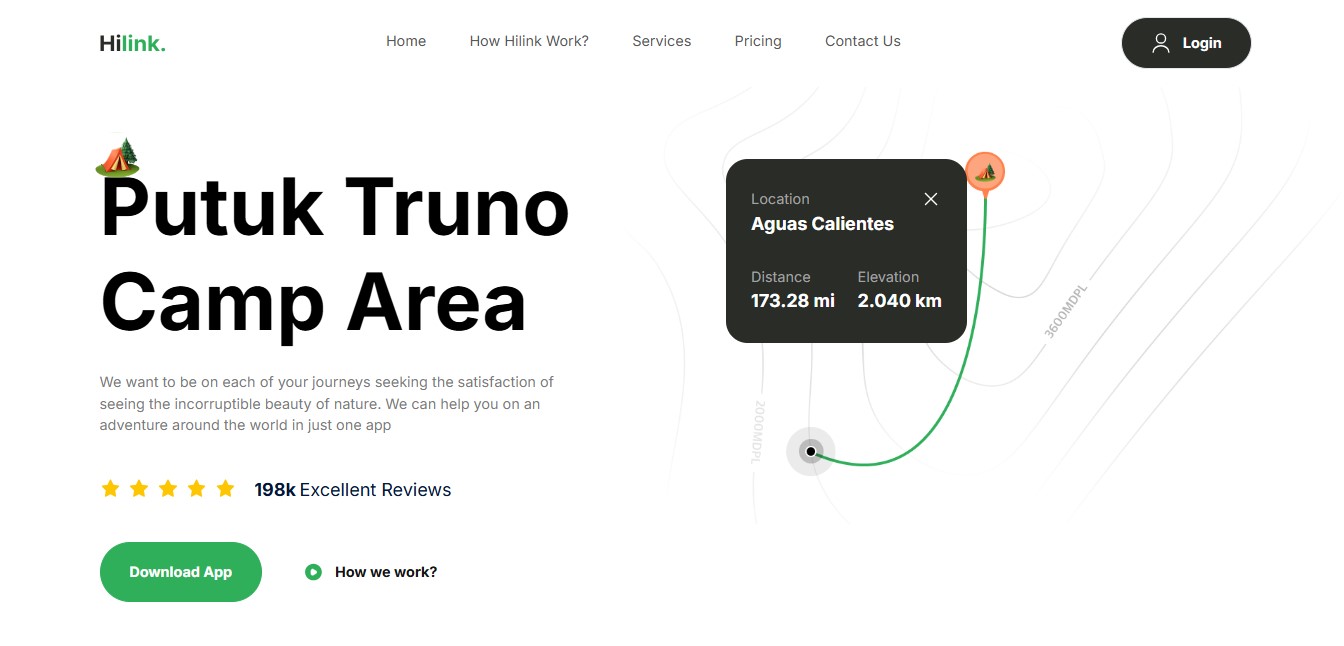 Hilink.
Home
How Hilink Work?
Services
Pricing
Contact Us
Login
Putuk Truno
Camp Area
We want to be on each of your journeys seeking the satisfaction of
seeing the incorruptible beauty of nature. We can help you on an
adventure around the world in just one app
198k Excellent Reviews
Download App
How we work?
Location
Aguas Calientes
Distance
173.28 mi
Elevation
2.040 km
3600MDPL
2000MDPL